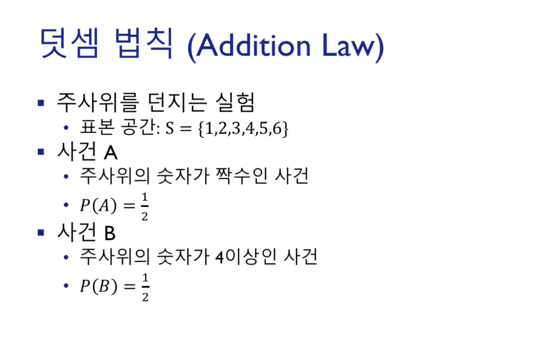 덧셈 법칙 (Addition Law)
▪ 주사위를 던지는 실험
• 표본 공간: S = {1,2,3,4,5,6}
▪ 사건 A
• 주사위의 숫자가 짝수인 사건
• P(A) = 1/2
▪ 사건 B
• 주사위의 숫자가 4이상인 사건
• P(B) = 1/2